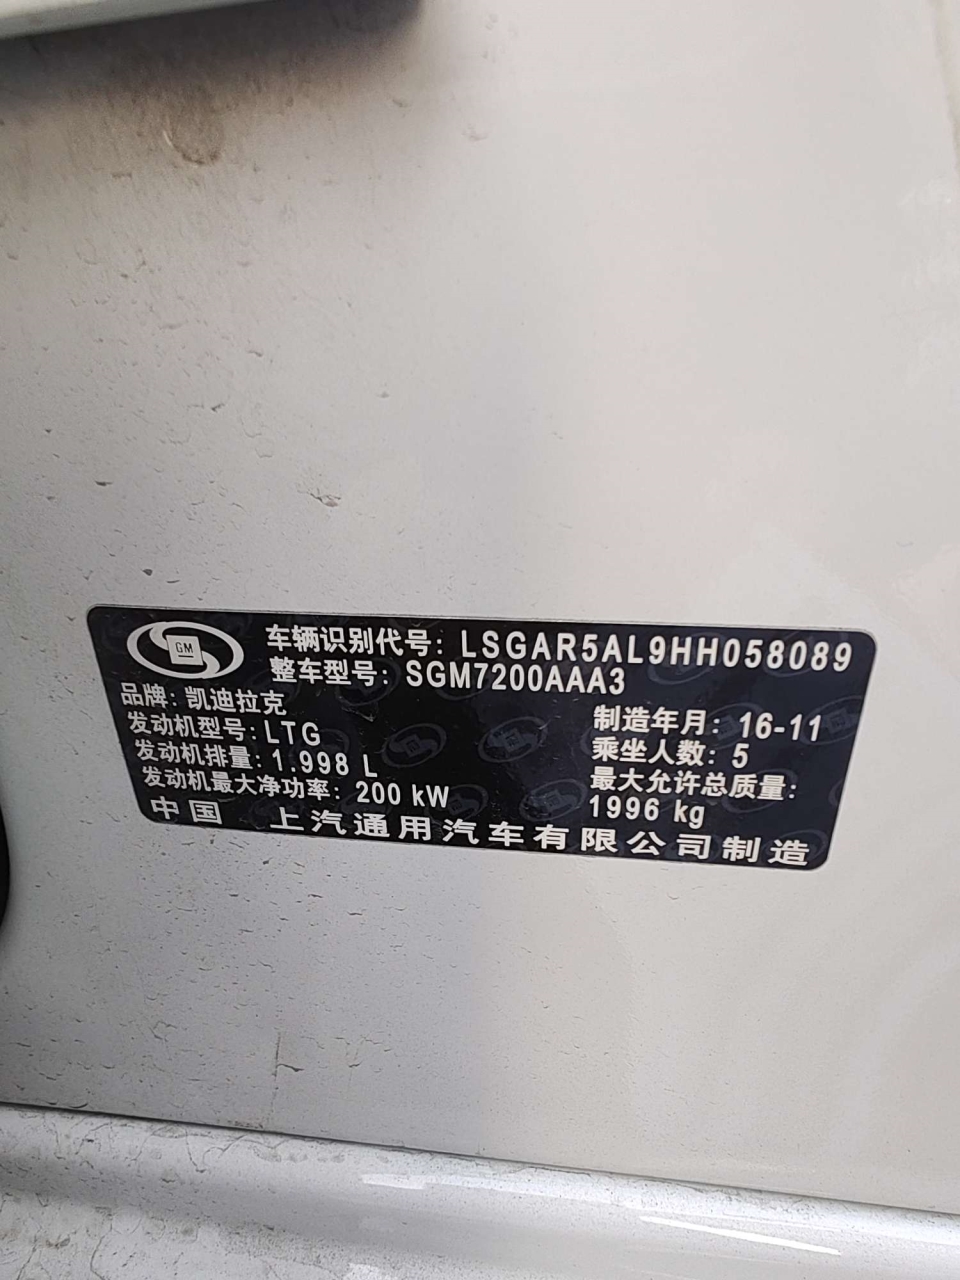 GM
车辆识别代号: LSGAR5AL9HH058089
整车型号: SGM7200AAA3
品牌: 凯迪拉克
发动机型号: LTG
制造年月: 16-11
发动机排量: 1.998 L
乘坐人数: 5
发动机最大净功率: 200 kW
最大允许总质量:
1996 kg
中国 上汽通用汽车有限公司制造